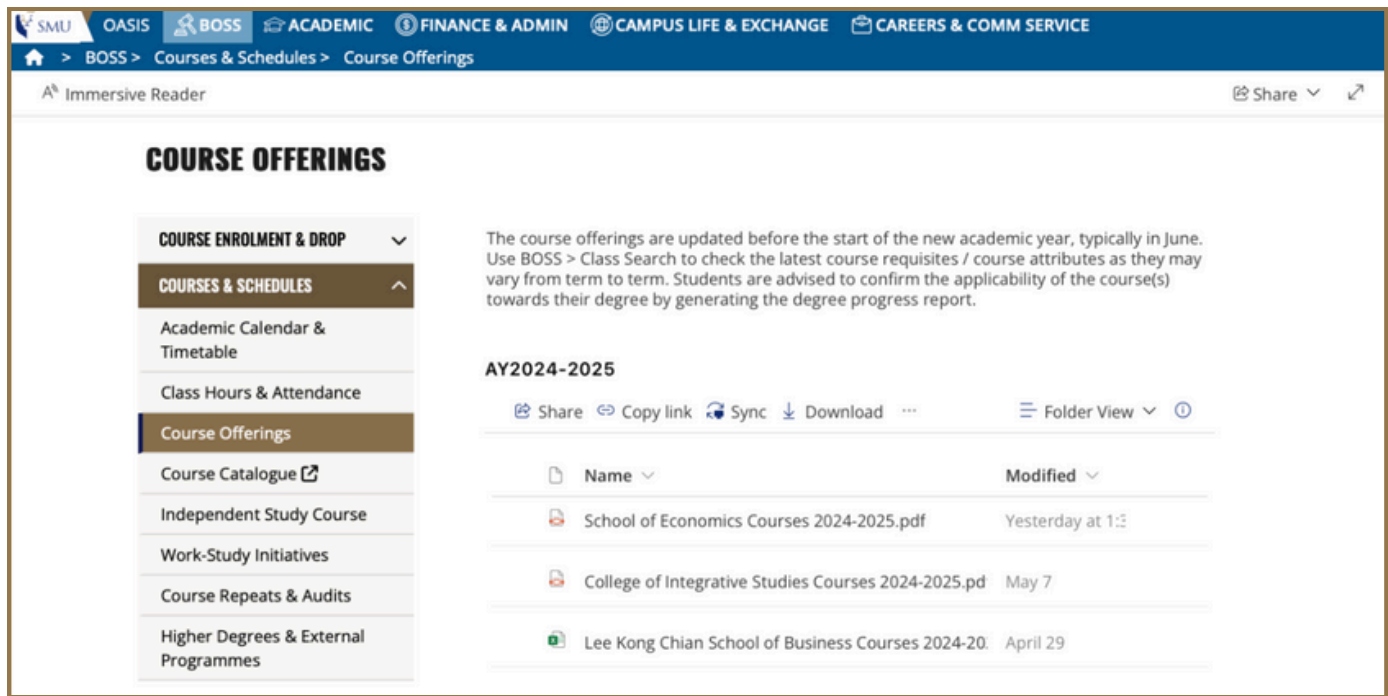 SMU OASIS BOSS ACADEMIC FINANCE & ADMIN CAMPUS LIFE & EXCHANGE CAREERS & COMM SERVICE
> BOSS > Courses & Schedules > Course Offerings
Immersive Reader
Share
COURSE OFFERINGS
COURSE ENROLMENT & DROP
COURSES & SCHEDULES
Academic Calendar &
Timetable
Class Hours & Attendance
Course Offerings
Course Catalogue
Independent Study Course
Work-Study Initiatives
Course Repeats & Audits
Higher Degrees & External
Programmes
The course offerings are updated before the start of the new academic year, typically in June.
Use BOSS > Class Search to check the latest course requisites / course attributes as they may
vary from term to term. Students are advised to confirm the applicability of the course(s)
towards their degree by generating the degree progress report.
AY2024-2025
Share Copy link Sync Download ... Folder View
Name Modified
School of Economics Courses 2024-2025.pdf Yesterday at
College of Integrative Studies Courses 2024-2025.pd May 7
Lee Kong Chian School of Business Courses 2024-20 April 29